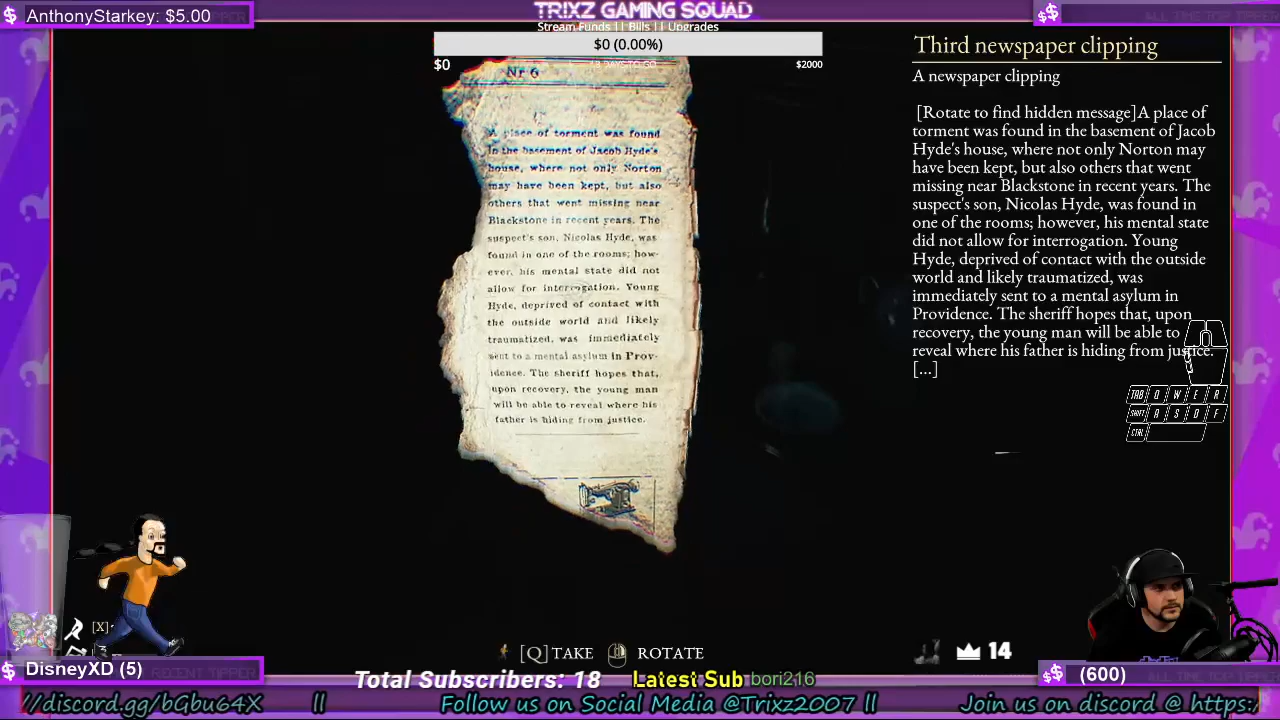 AnthonyStarkey: $5.00
TRIXZ GAMING SQUAD
Stream Funds || Bills || Upgrades
$0 (0.00%)
$0
$2000
Third newspaper clipping
A newspaper clipping
[Rotate to find hidden message]A place of
torment was found in the basement of Jacob
Hyde's house, where not only Norton may
have been kept, but also others that went
missing near Blackstone in recent years. The
suspect's son, Nicolas Hyde, was found in
one of the rooms; however, his mental state
did not allow for interrogation. Young
Hyde, deprived of contact with the outside
world and likely traumatized, was
immediately sent to a mental asylum in
Providence. The sheriff hopes that, upon
recovery, the young man will be able to
reveal where his father is hiding from justice.
[...]
Nr 6
A place of torment was found
in the basement of Jacob Hyde's
house, where not only Norton
may have been kept, but also
others that went missing near
Blackstone in recent years. The
suspect's son, Nicolas Hyde, was
found in one of the rooms; how-
ever, his mental state did not
allow for interrogation. Young
Hyde, deprived of contact with
the outside world and likely
traumatized, was immediately
sent to a mental asylum in Prov-
idence. The sheriff hopes that,
upon recovery, the young man
will be able to reveal where his
father is hiding from justice.
TAB Q W E R
SHIFT A S D F
CTRL
[X]
[Q] TAKE ROTATE
14
DisneyXD (5)
RECENT TIPPER
Total Subscribers: 18 Latest Sub bori216
(600)
//discord.gg/bGbu64X || Follow us on Social Media @Trixz2007 || Join us on discord @ https:/